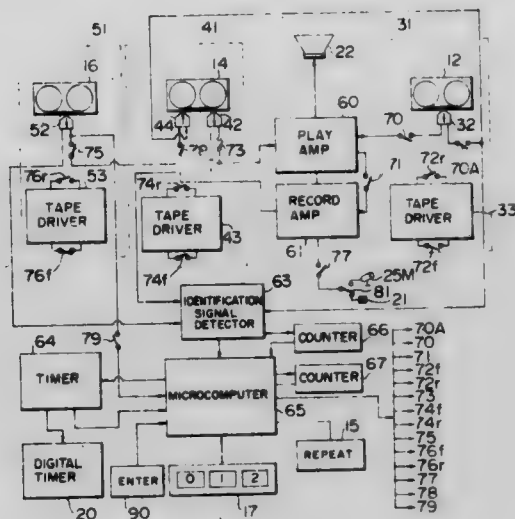 51
41
31
16
14
22
12
60
52
44
42
PLAY
AMP
70
32
75
78
73
70A
76r
53
74r
71
72r
TAPE
DRIVER
TAPE
DRIVER
RECORD
AMP
TAPE
DRIVER
33
43
61
77
76f
74f
72f
25M
81
21
63
79
IDENTIFICATION
SIGNAL
DETECTOR
64
COUNTER
66
TIMER
COUNTER
67
MICROCOMPUTER
65
15
DIGITAL
TIMER
ENTER
0 1 2
REPEAT
20
90
17
70A
70
71
72f
72r
73
74f
74r
75
76f
76r
77
78
79